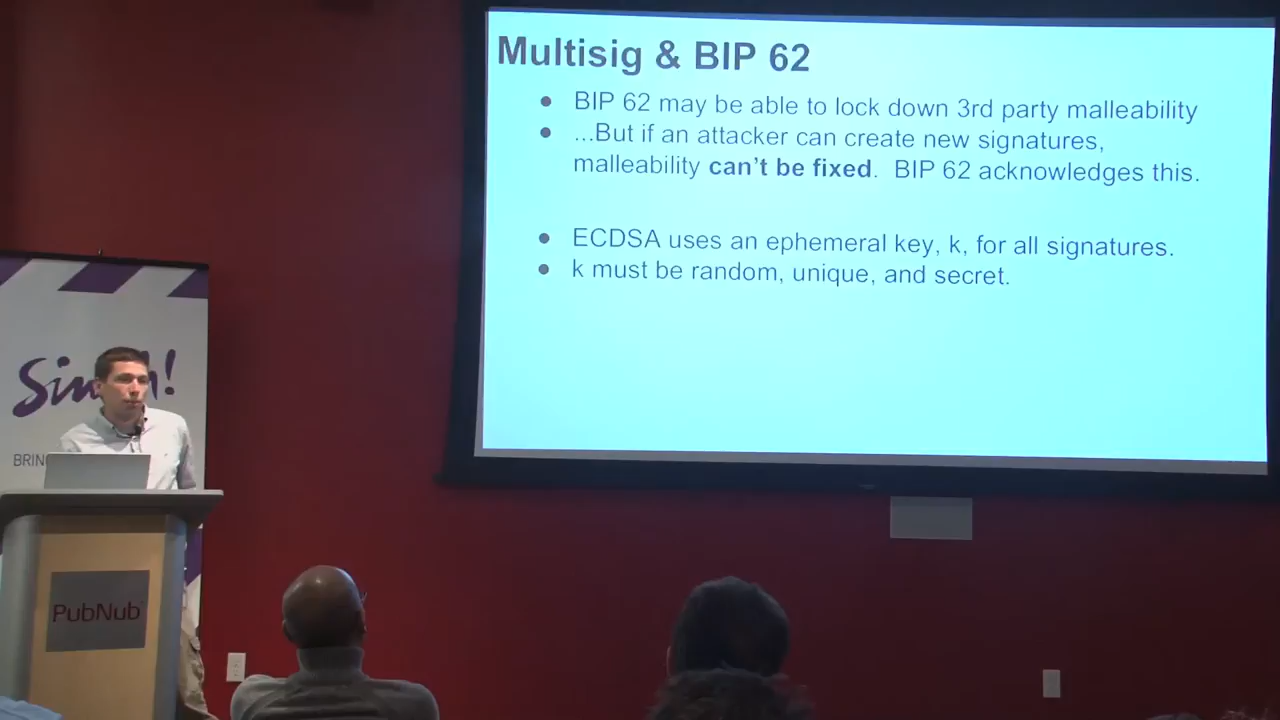 Multisig & BIP 62
● BIP 62 may be able to lock down 3rd party malleability
● ...But if an attacker can create new signatures,
malleability can't be fixed. BIP 62 acknowledges this.
● ECDSA uses an ephemeral key, k, for all signatures.
● k must be random, unique, and secret.
PubNub